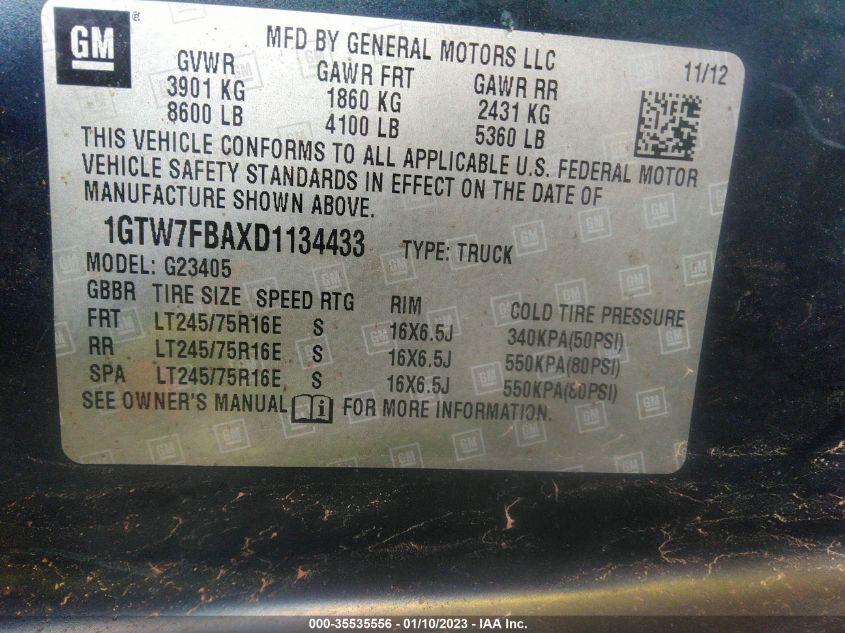 GM
MFD BY GENERAL MOTORS LLC
11/12
GVWR GAWR FRT GAWR RR
3901 KG 1860 KG 2431 KG
8600 LB 4100 LB 5360 LB
THIS VEHICLE CONFORMS TO ALL APPLICABLE U.S. FEDERAL MOTOR
VEHICLE SAFETY STANDARDS IN EFFECT ON THE DATE OF
MANUFACTURE SHOWN ABOVE.
1GTW7FBAXD1134433 TYPE: TRUCK
MODEL: G23405
GBBR TIRE SIZE SPEED RTG RIM COLD TIRE PRESSURE
FRT LT245/75R16E S 16X6.5J 340KPA(50PSI)
RR LT245/75R16E S 16X6.5J 550KPA(80PSI)
SPA LT245/75R16E S 16X6.5J 550KPA(80PSI)
SEE OWNER'S MANUAL FOR MORE INFORMATION.
000-35535556 - 01/10/2023 - IAA Inc.